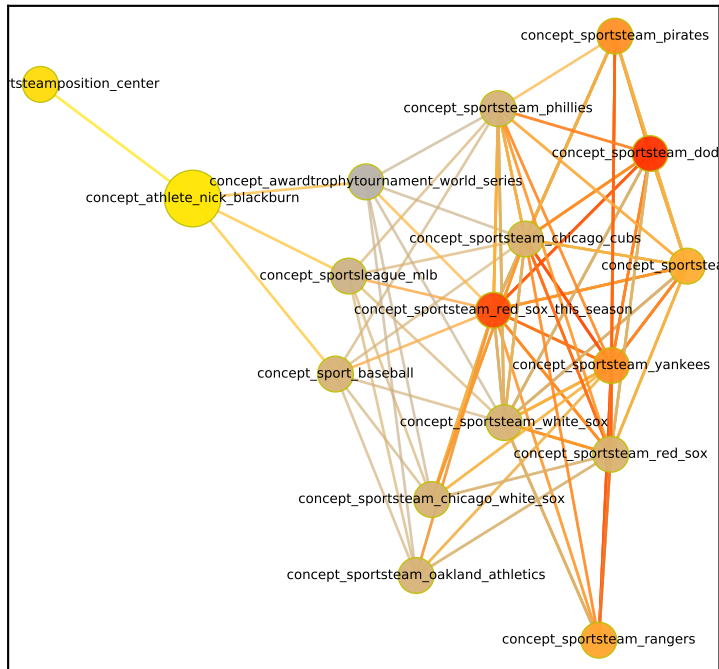 concept_sportsteam_pirates
rtsteamposition_center
concept_sportsteam_phillies
concept_sportsteam_dod
concept_awardtrophytournament_world_series
concept_athlete_nick_blackburn
concept_sportsteam_chicago_cubs
concept_sportstea
concept_sportsleague_mlb
concept_sportsteam_red_sox_this_season
concept_sportsteam_yankees
concept_sport_baseball
concept_sportsteam_white_sox
concept_sportsteam_red_sox
concept_sportsteam_chicago_white_sox
concept_sportsteam_oakland_athletics
concept_sportsteam_rangers